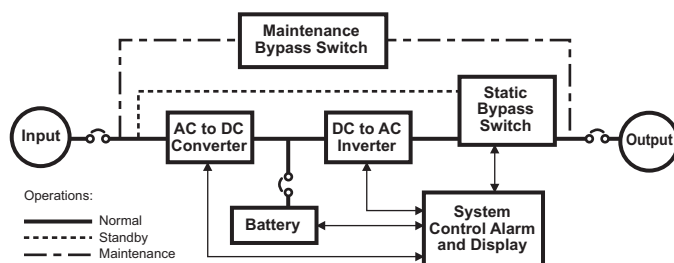 Maintenance
Bypass Switch
Static
Bypass
Switch
Input
AC to DC
Converter
DC to AC
Inverter
Output
Operations:
Normal
Standby
Maintenance
Battery
System
Control Alarm
and Display